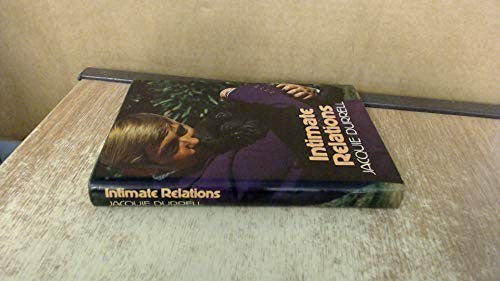 Intimate
Relations
JACQUIE DURRELL
Intimate Relations
JACQUIE DURRELL